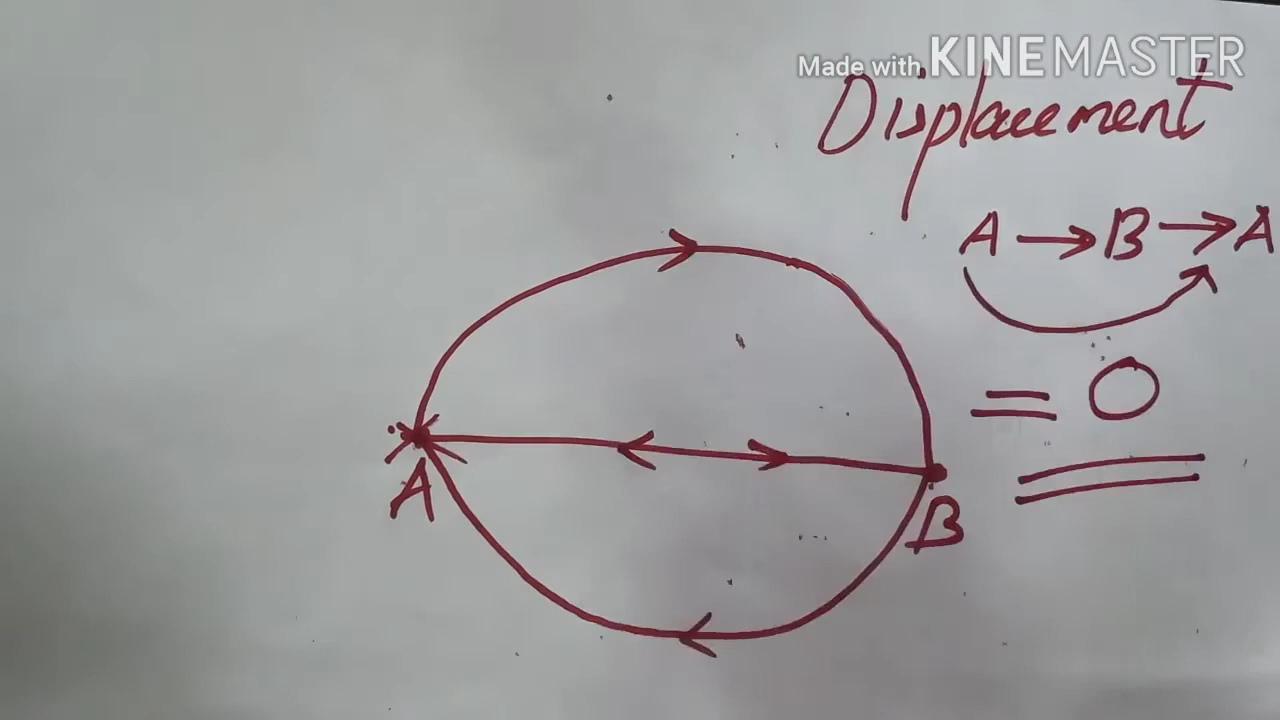 Made with KINEMASTER
Displacement
A → B → A
= 0
A
B